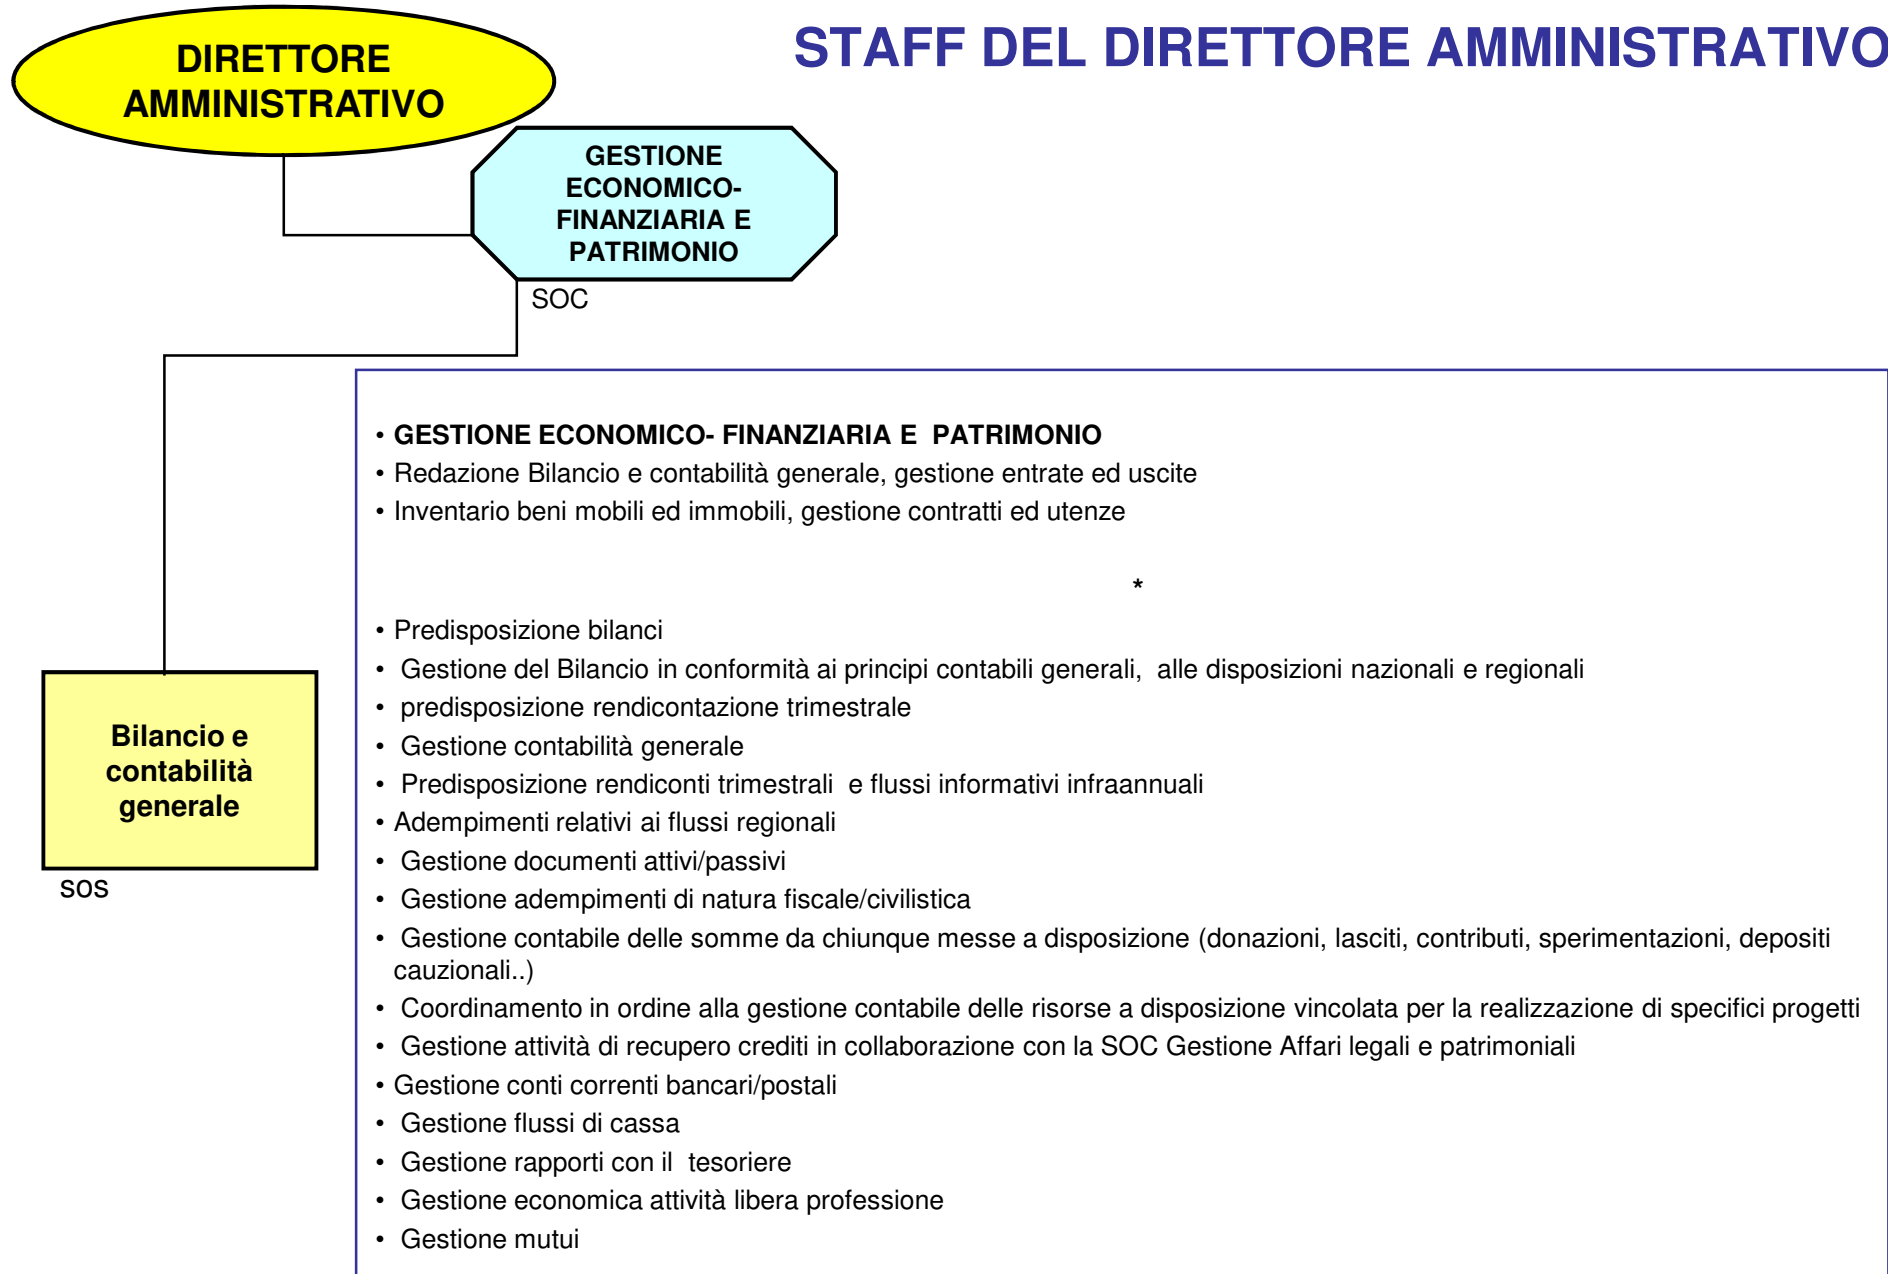 STAFF DEL DIRETTORE AMMINISTRATIVO
DIRETTORE
AMMINISTRATIVO
GESTIONE
ECONOMICO-
FINANZIARIA E
PATRIMONIO
SOC
• GESTIONE ECONOMICO- FINANZIARIA E  PATRIMONIO
• Redazione Bilancio e contabilità generale, gestione entrate ed uscite
• Inventario beni mobili ed immobili, gestione contratti ed utenze
*
• Predisposizione bilanci
• Gestione del Bilancio in conformità ai principi contabili generali,  alle disposizioni nazionali e regionali
• predisposizione rendicontazione trimestrale
• Gestione contabilità generale
• Predisposizione rendiconti trimestrali  e flussi informativi infraannuali
• Adempimenti relativi ai flussi regionali
• Gestione documenti attivi/passivi
• Gestione adempimenti di natura fiscale/civilistica
• Gestione contabile delle somme da chiunque messe a disposizione (donazioni, lasciti, contributi, sperimentazioni, depositi
cauzionali..)
• Coordinamento in ordine alla gestione contabile delle risorse a disposizione vincolata per la realizzazione di specifici progetti
• Gestione attività di recupero crediti in collaborazione con la SOC Gestione Affari legali e patrimoniali
• Gestione conti correnti bancari/postali
• Gestione flussi di cassa
• Gestione rapporti con il  tesoriere
• Gestione economica attività libera professione
• Gestione mutui
Bilancio e
contabilità
generale
SOS